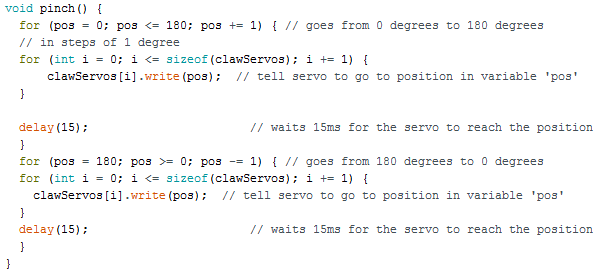 void pinch() {
  for (pos = 0; pos <= 180; pos += 1) { // goes from 0 degrees to 180 degrees
  // in steps of 1 degree
  for (int i = 0; i <= sizeof(clawServos); i += 1) {
      clawServos[i].write(pos);  // tell servo to go to position in variable 'pos'
  }
  delay(15);                       // waits 15ms for the servo to reach the position
  }
  for (pos = 180; pos >= 0; pos -= 1) { // goes from 180 degrees to 0 degrees
  for (int i = 0; i <= sizeof(clawServos); i += 1) {
    clawServos[i].write(pos);  // tell servo to go to position in variable 'pos'
  }
  delay(15);                       // waits 15ms for the servo to reach the position
  }
}